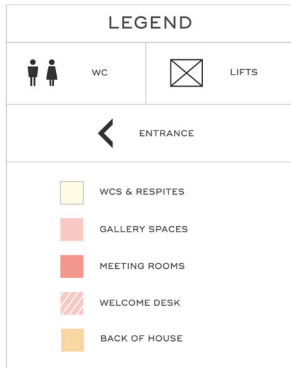 LEGEND
WC
LIFTS
ENTRANCE
WCS & RESPITES
GALLERY SPACES
MEETING ROOMS
WELCOME DESK
BACK OF HOUSE